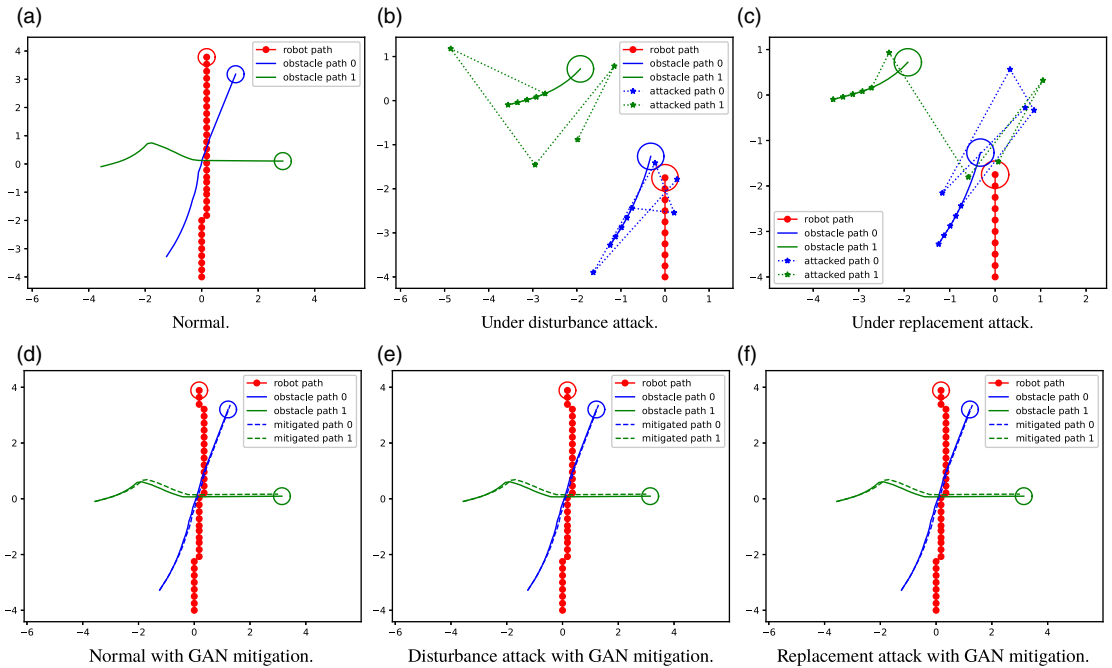 (a)
(b)
(c)
4
3
2
1
0
−1
−2
−3
−4
−6
−4
−2
0
2
4
robot path
obstacle path 0
obstacle path 1
Normal.
1
0
−1
−2
−3
−4
−6
−5
−4
−3
−2
−1
0
1
robot path
obstacle path 0
obstacle path 1
attacked path 0
attacked path 1
Under disturbance attack.
1
0
−1
−2
−3
−4
−5
−4
−3
−2
−1
0
1
2
robot path
obstacle path 0
obstacle path 1
attacked path 0
attacked path 1
Under replacement attack.
(d)
(e)
(f)
4
2
0
−2
−4
−6
−4
−2
0
2
4
robot path
obstacle path 0
obstacle path 1
mitigated path 0
mitigated path 1
Normal with GAN mitigation.
4
2
0
−2
−4
−6
−4
−2
0
2
4
robot path
obstacle path 0
obstacle path 1
mitigated path 0
mitigated path 1
Disturbance attack with GAN mitigation.
4
2
0
−2
−4
−6
−4
−2
0
2
4
robot path
obstacle path 0
obstacle path 1
mitigated path 0
mitigated path 1
Replacement attack with GAN mitigation.